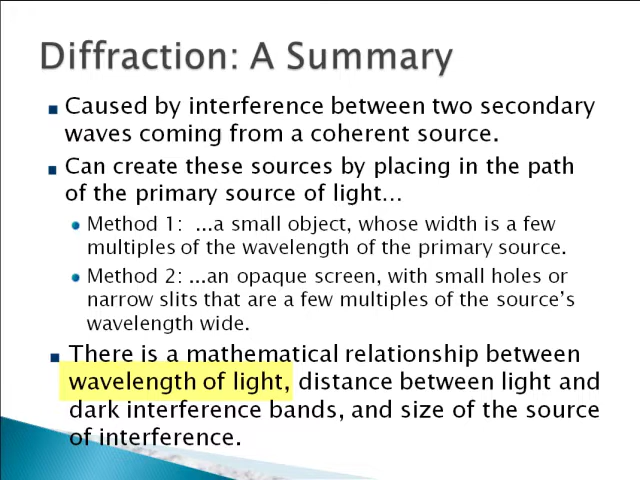 Diffraction: A Summary
Caused by interference between two secondary
waves coming from a coherent source.
Can create these sources by placing in the path
of the primary source of light...
Method 1:  ...a small object, whose width is a few
multiples of the wavelength of the primary source.
Method 2: ...an opaque screen, with small holes or
narrow slits that are a few multiples of the source's
wavelength wide.
There is a mathematical relationship between
wavelength of light, distance between light and
dark interference bands, and size of the source
of interference.